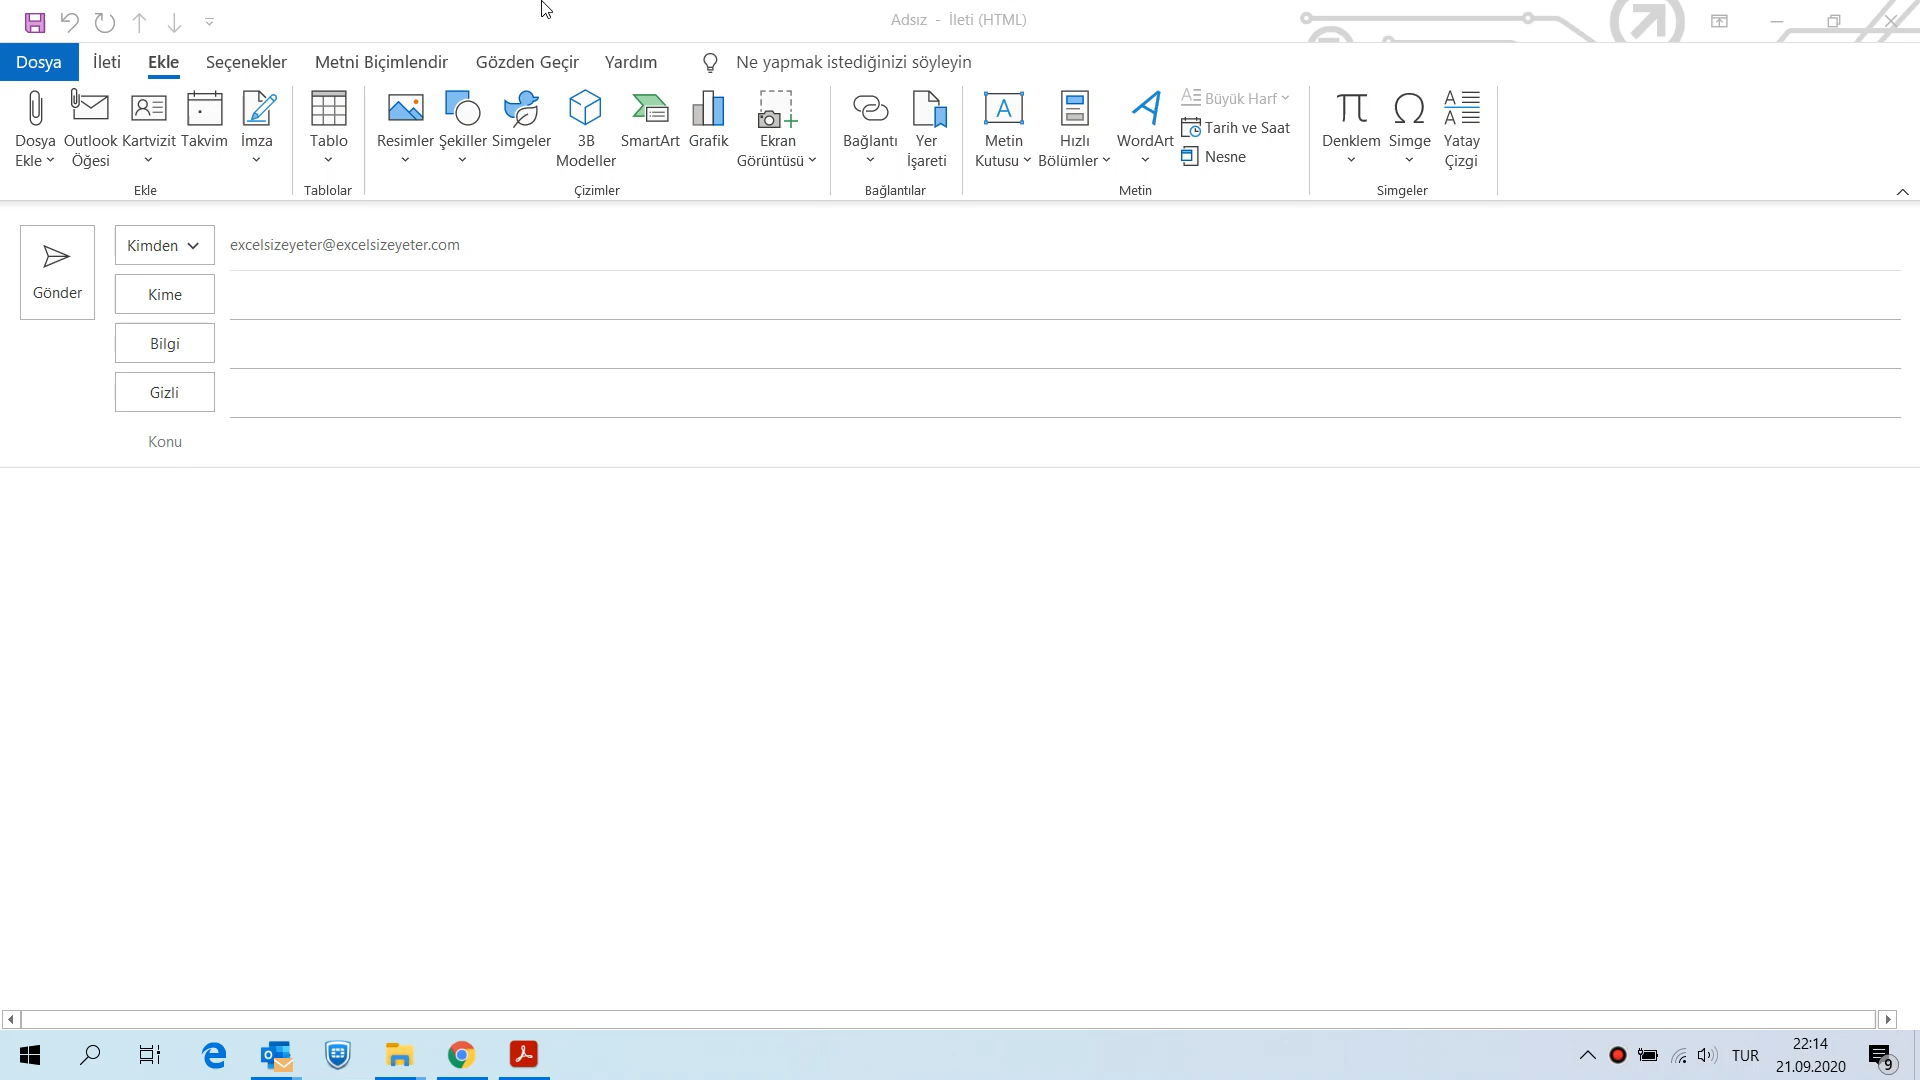 Adsız - İleti (HTML)
Dosya İleti Ekle Seçenekler Metni Biçimlendir Gözden Geçir Yardım Ne yapmak istediğinizi söyleyin
Dosya Ekle
Outlook Öğesi
Kartvizit
Takvim
İmza
Ekle
Tablo
Tablolar
Resimler
Şekiller
Simgeler
3B Modeller
SmartArt
Grafik
Ekran Görüntüsü
Çizimler
Bağlantı
Yer İşareti
Bağlantılar
Metin Kutusu
Hızlı Bölümler
WordArt
Büyük Harf
Tarih ve Saat
Nesne
Metin
Denklem
Simge
Yatay Çizgi
Simgeler
Gönder
Kimden excelsizeyeter@excelsizeyeter.com
Kime
Bilgi
Gizli
Konu
TUR
22:14
21.09.2020
9